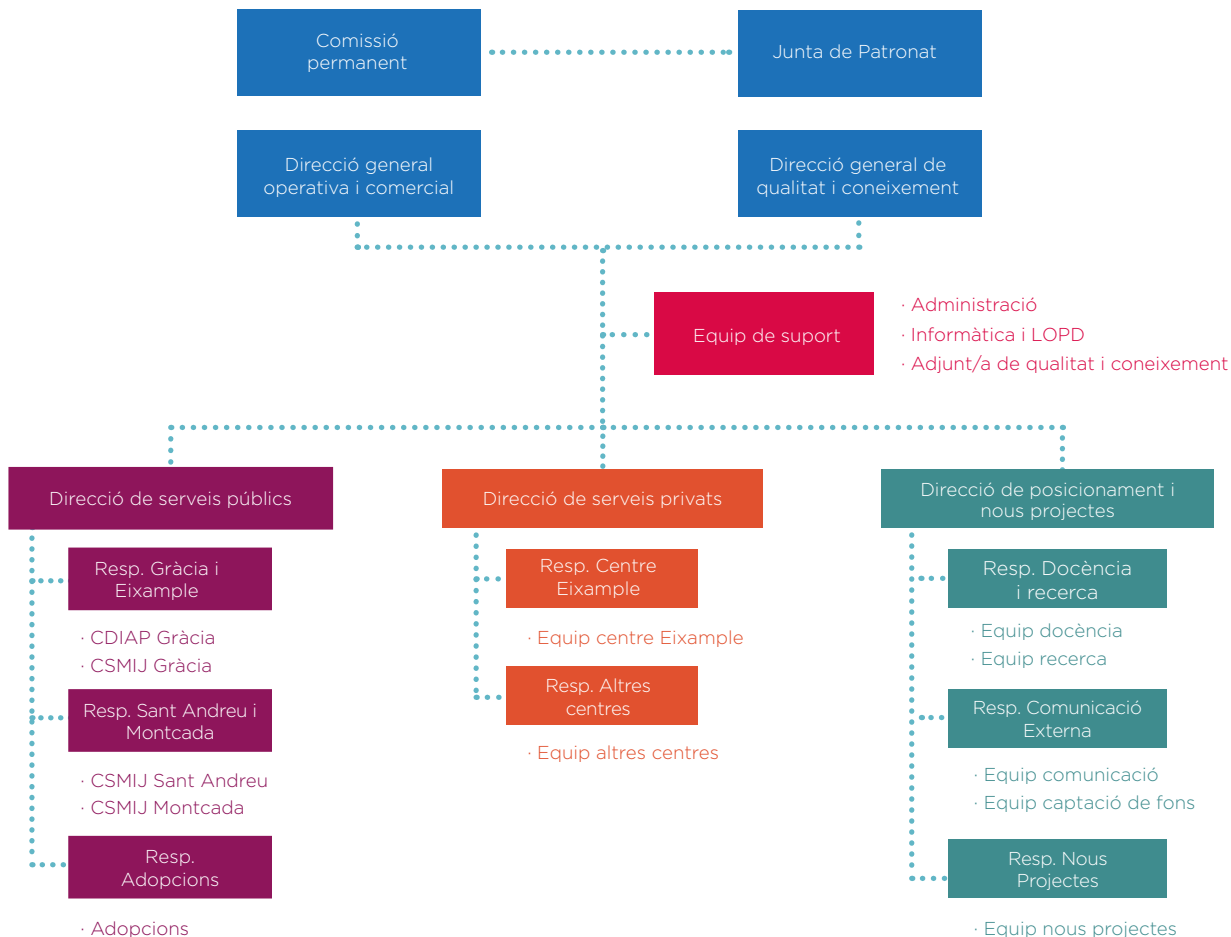 Comissió
permanent
Junta de Patronat
Direcció general
operativa i comercial
Direcció general de
qualitat i coneixement
Equip de suport
· Administració
· Informàtica i LOPD
· Adjunt/a de qualitat i coneixement
Direcció de serveis públics
Resp. Gràcia i
Eixample
· CDIAP Gràcia
· CSMIJ Gràcia
Resp. Sant Andreu i
Montcada
· CSMIJ Sant Andreu
· CSMIJ Montcada
Resp.
Adopcions
· Adopcions
Direcció de serveis privats
Resp. Centre
Eixample
· Equip centre Eixample
Resp. Altres
centres
· Equip altres centres
Direcció de posicionament i
nous projectes
Resp. Docència
i recerca
· Equip docència
· Equip recerca
Resp. Comunicació
Externa
· Equip comunicació
· Equip captació de fons
Resp. Nous
Projectes
· Equip nous projectes